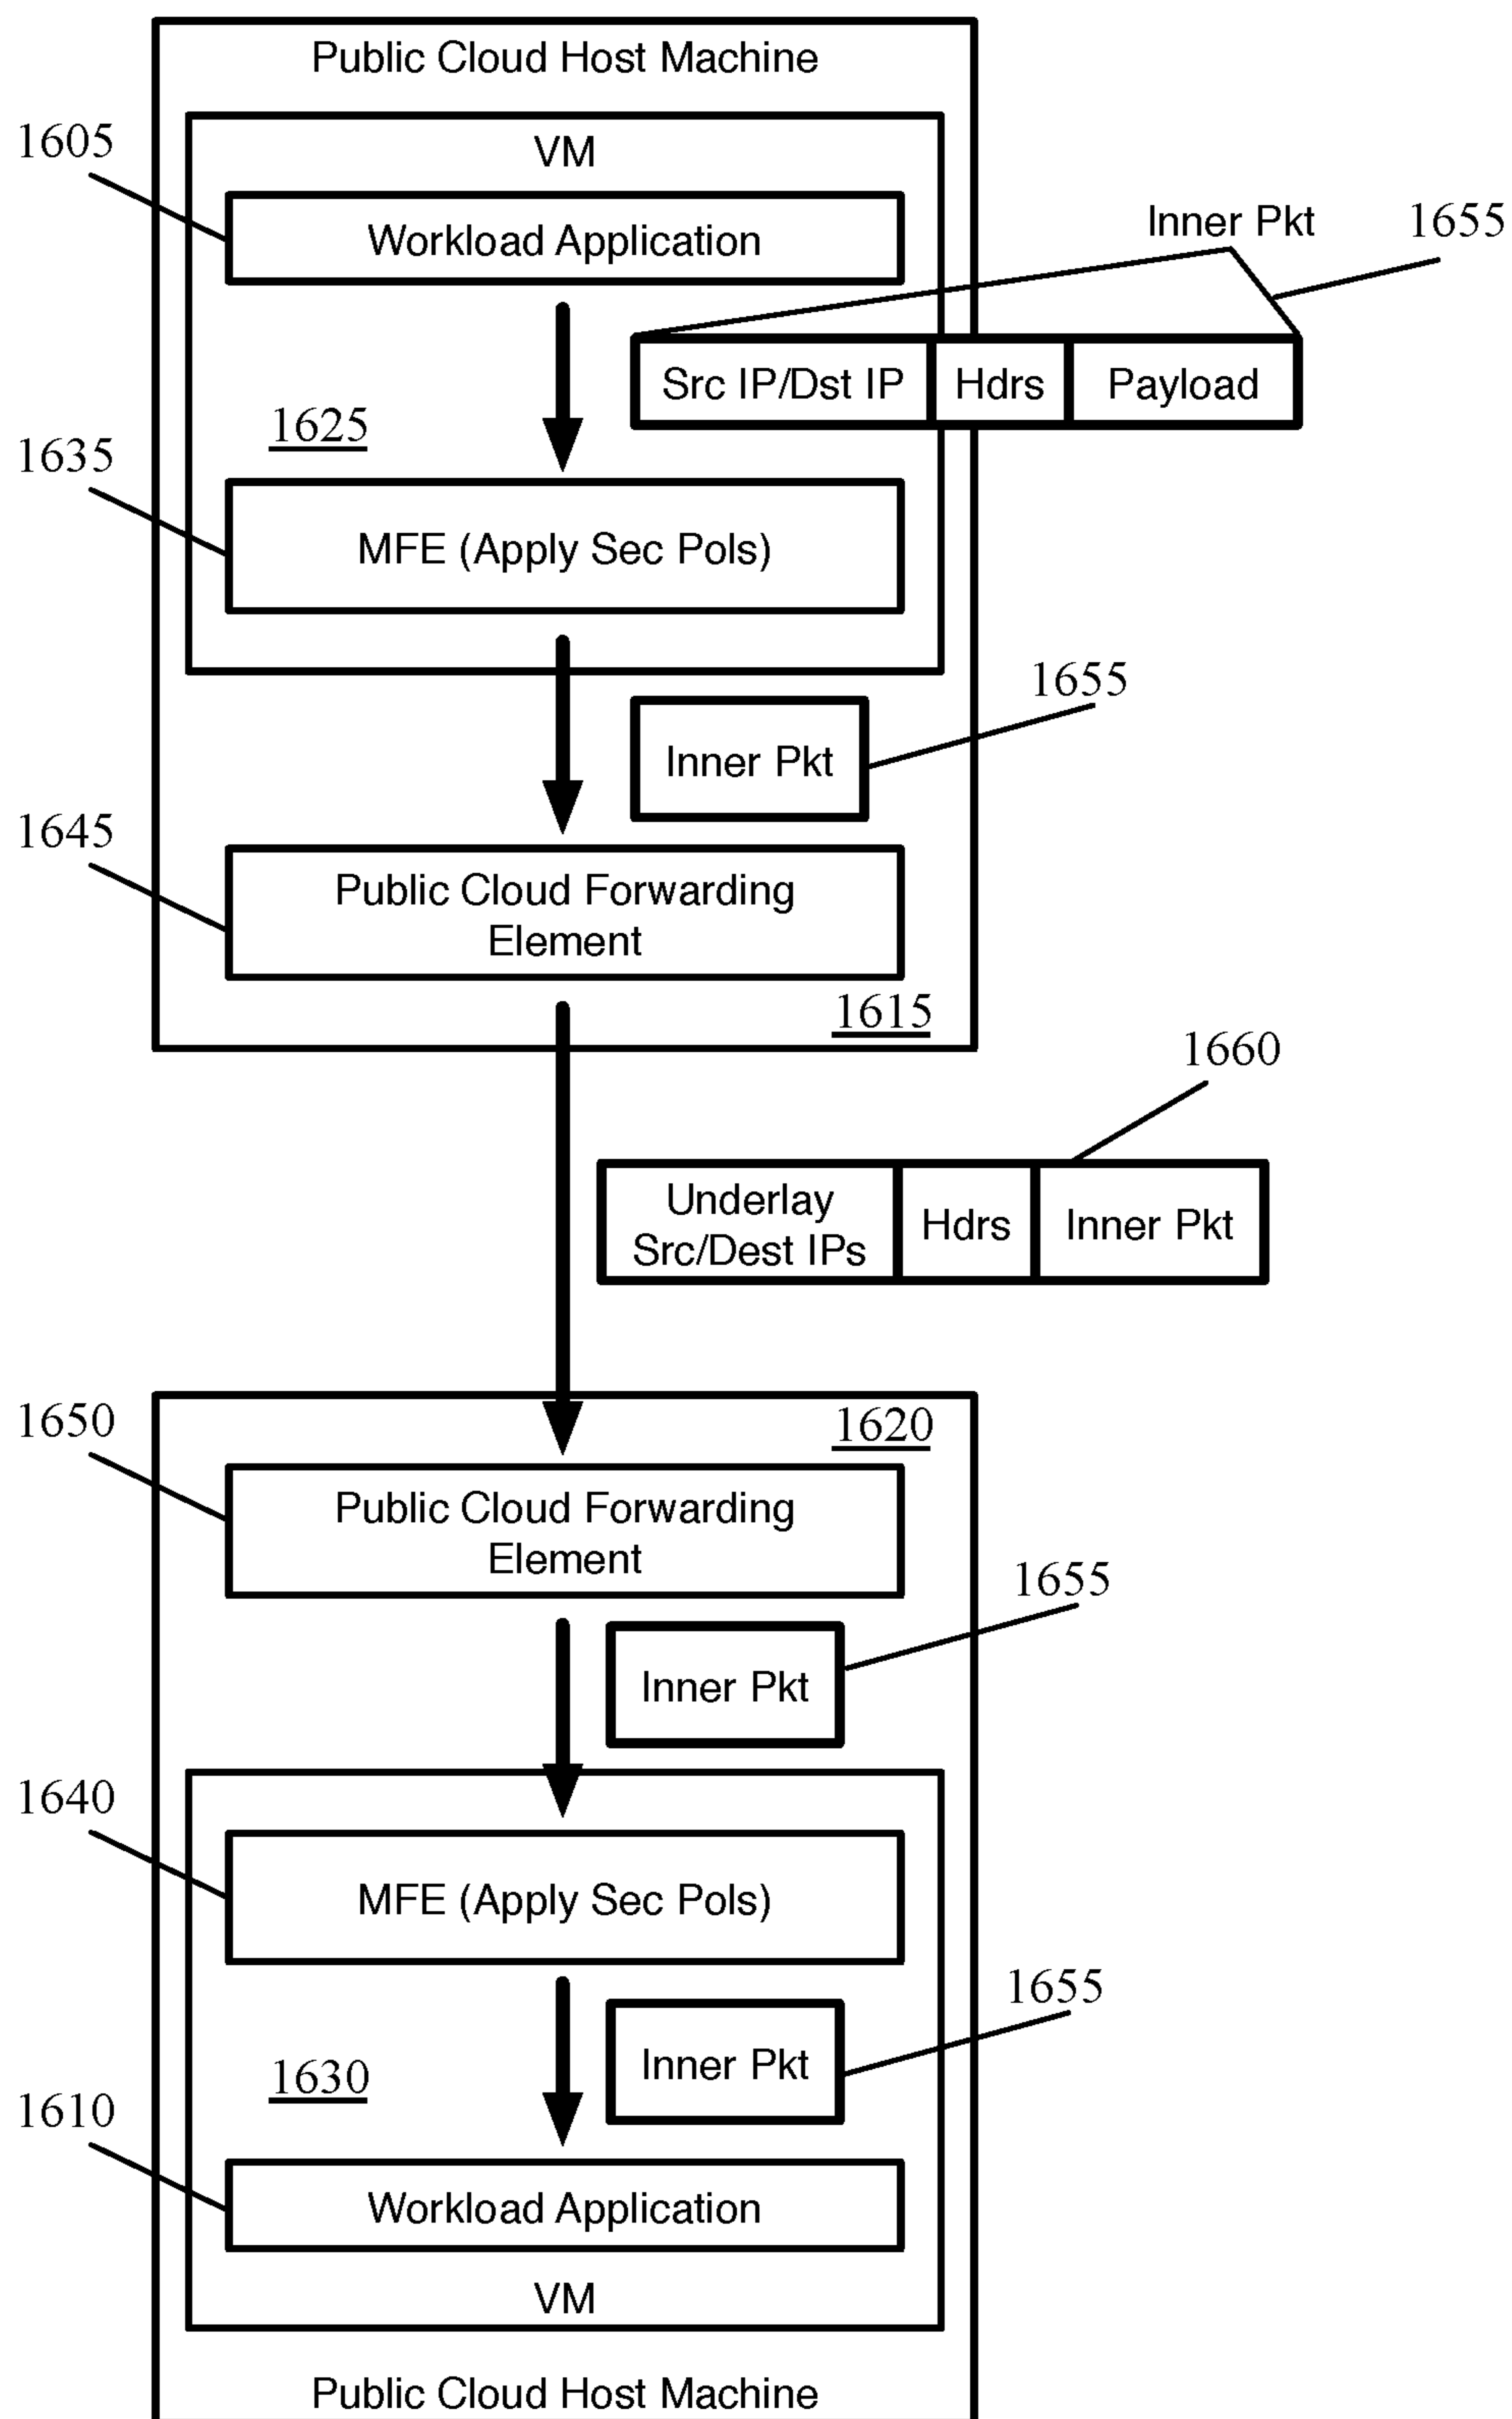 Public Cloud Host Machine
1605
VM
Workload Application
Inner Pkt
1655
Src IP/Dst IP
Hdrs
Payload
1625
1635
MFE (Apply Sec Pols)
1655
Inner Pkt
1645
Public Cloud Forwarding
Element
1615
1660
Underlay
Src/Dest IPs
Hdrs
Inner Pkt
1650
1620
Public Cloud Forwarding
Element
1655
Inner Pkt
1640
MFE (Apply Sec Pols)
1655
Inner Pkt
1630
1610
Workload Application
VM
Public Cloud Host Machine